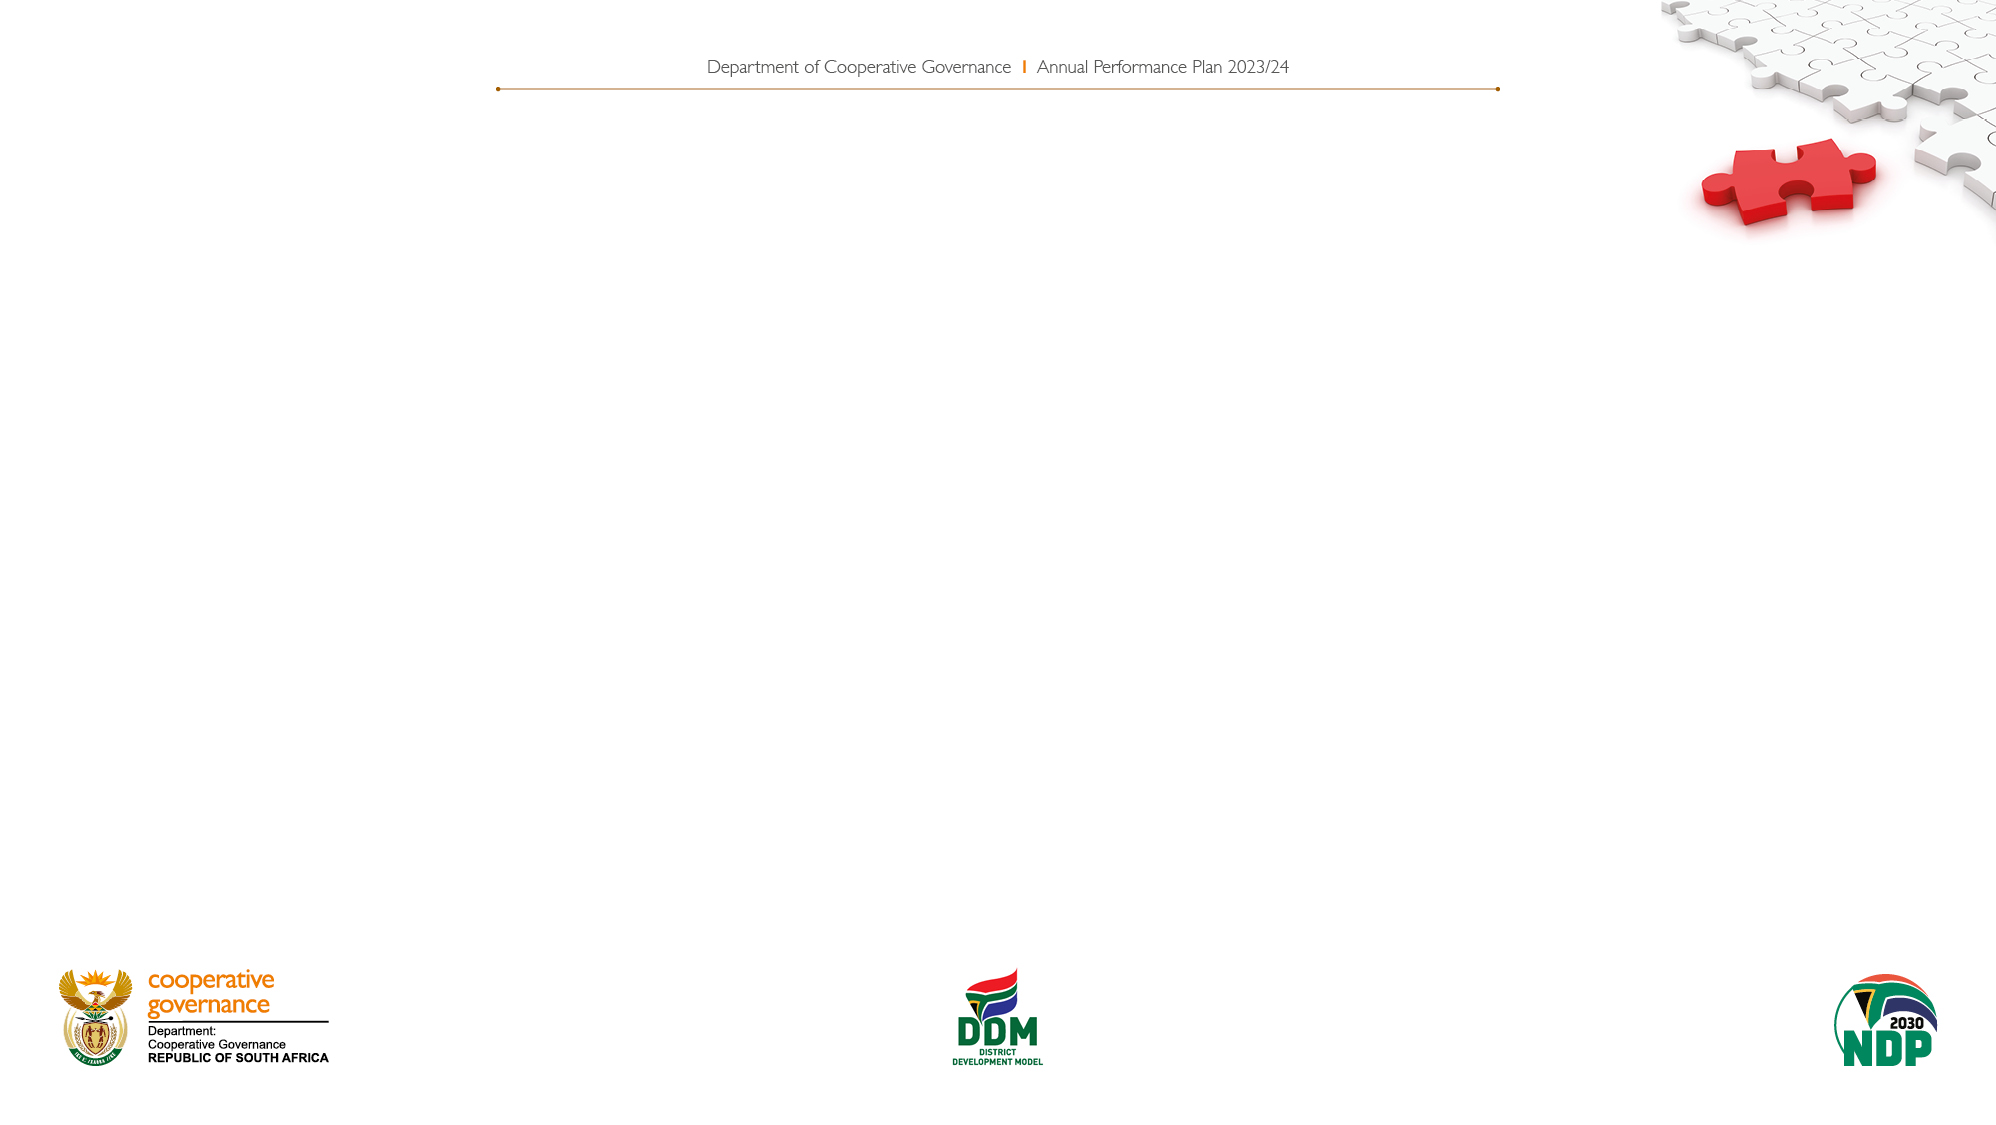 Department of Cooperative Governance I Annual Performance Plan 2023/24
cooperative
governance
Department:
Cooperative Governance
REPUBLIC OF SOUTH AFRICA
DDM
DISTRICT
DEVELOPMENT MODEL
2030
NDP